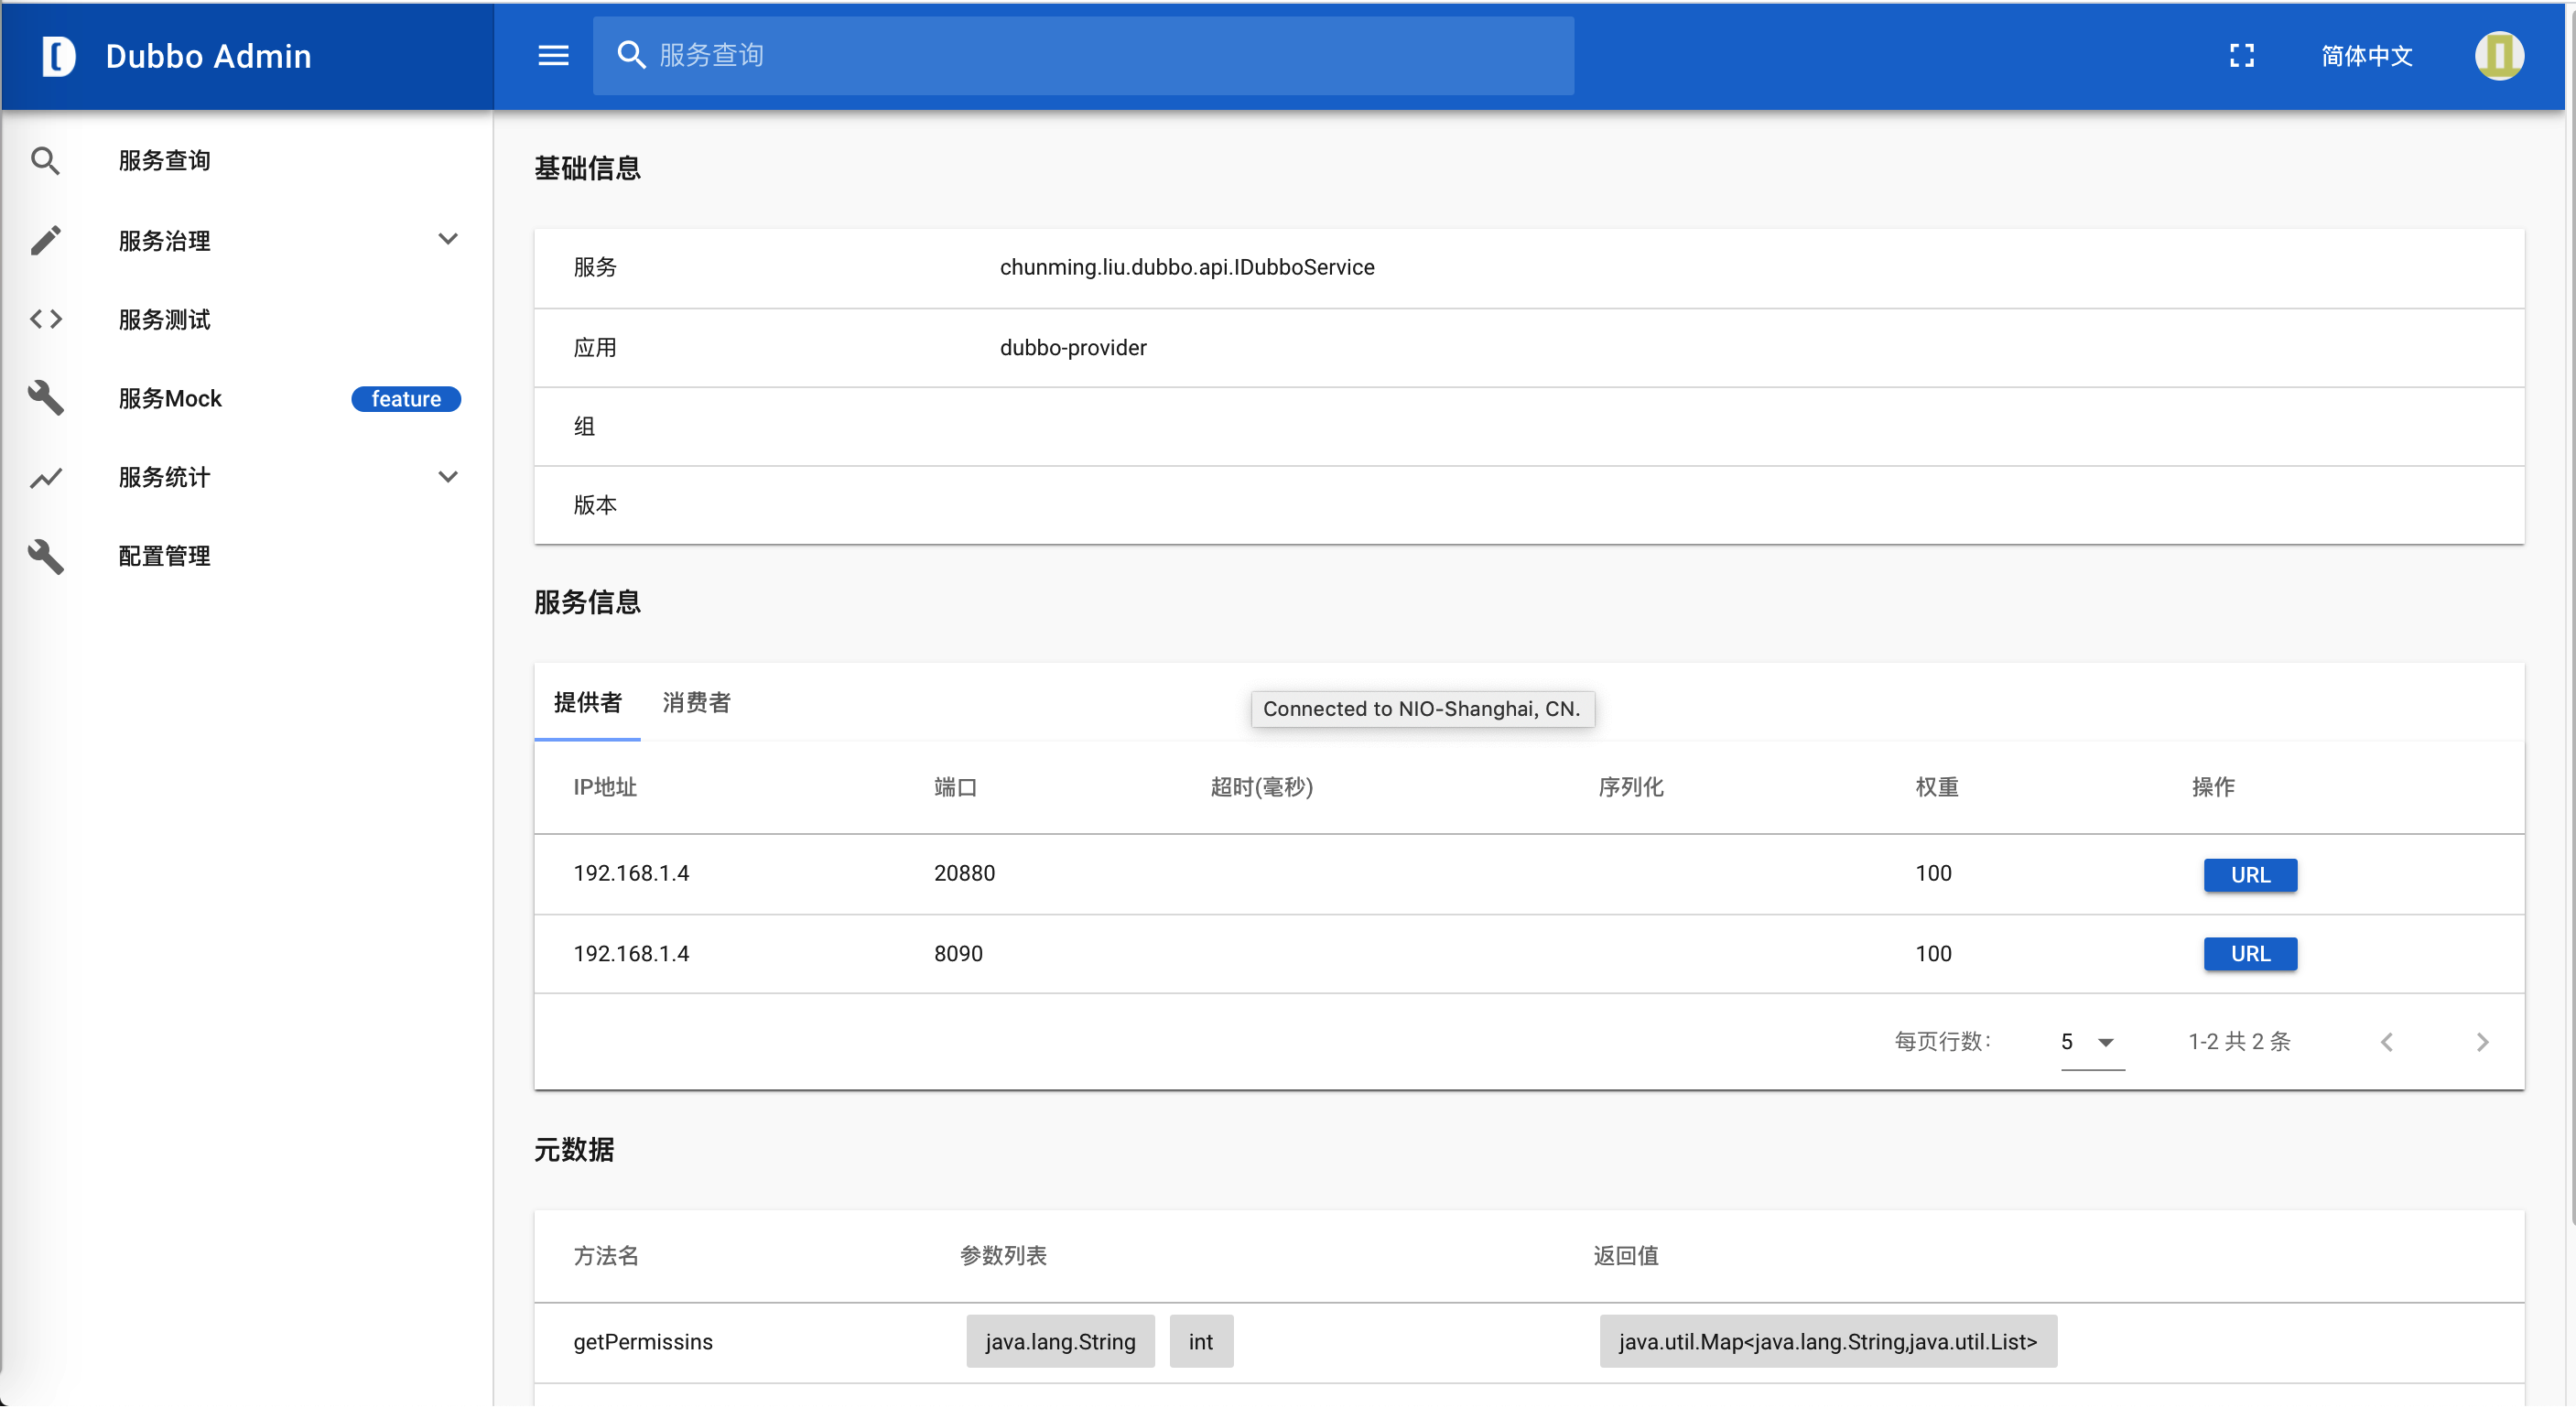 Dubbo Admin
服务查询
简体中文
服务查询
服务治理
服务测试
服务Mock feature
服务统计
配置管理
基础信息
服务 chunming.liu.dubbo.api.IDubboService
应用 dubbo-provider
组
版本
服务信息
提供者 消费者
Connected to NIO-Shanghai, CN.
IP地址 端口 超时(毫秒) 序列化 权重 操作
192.168.1.4 20880 100 URL
192.168.1.4 8090 100 URL
每页行数: 5 1-2 共 2 条
元数据
方法名 参数列表 返回值
getPermissins java.lang.String int java.util.Map<java.lang.String,java.util.List>